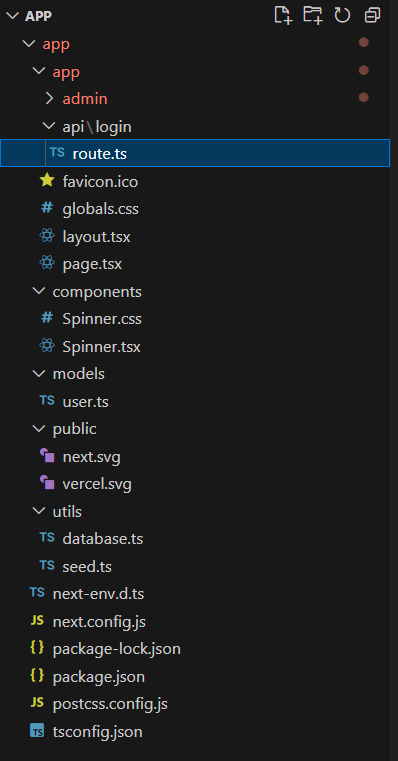 APP
app
app
admin
api\login
TS route.ts
favicon.ico
# globals.css
layout.tsx
page.tsx
components
# Spinner.css
Spinner.tsx
models
TS user.ts
public
next.svg
vercel.svg
utils
TS database.ts
TS seed.ts
TS next-env.d.ts
JS next.config.js
{} package-lock.json
{} package.json
JS postcss.config.js
TS tsconfig.json